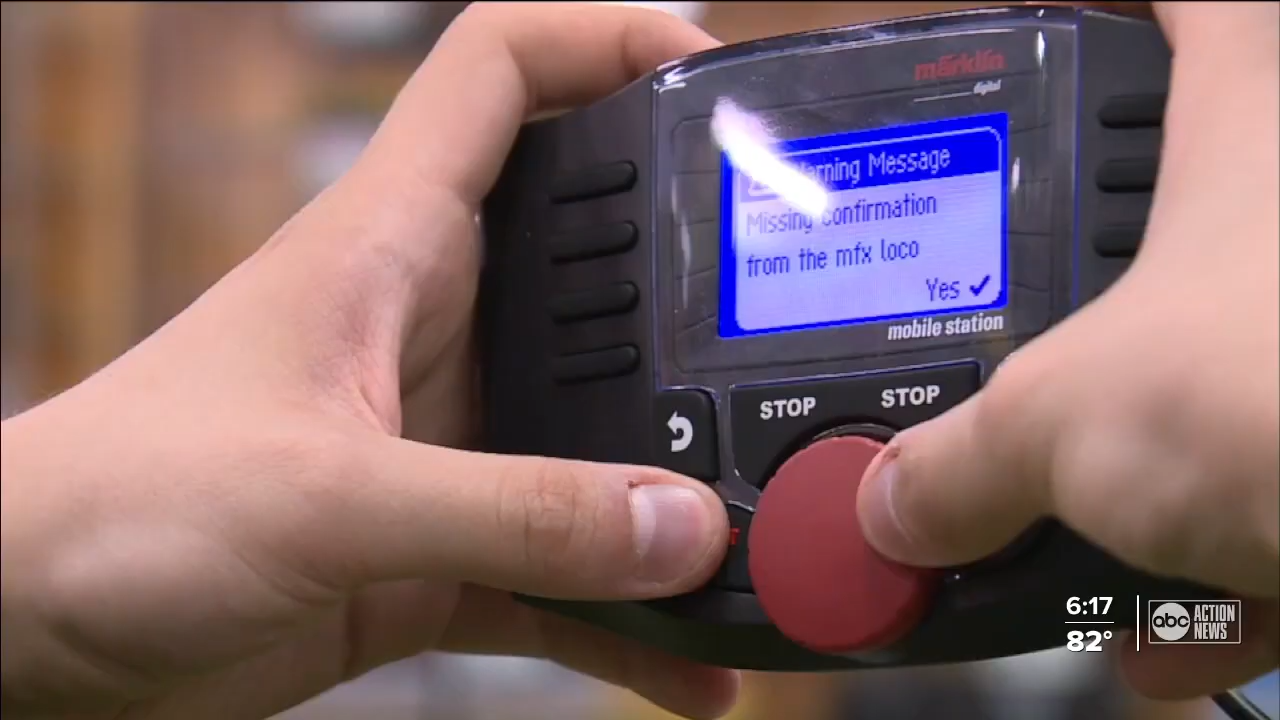 märklin
digital
Warning Message
Missing confirmation
from the mfx loco
Yes ✓
mobile station
STOP STOP
6:17
82°
abc ACTION
NEWS